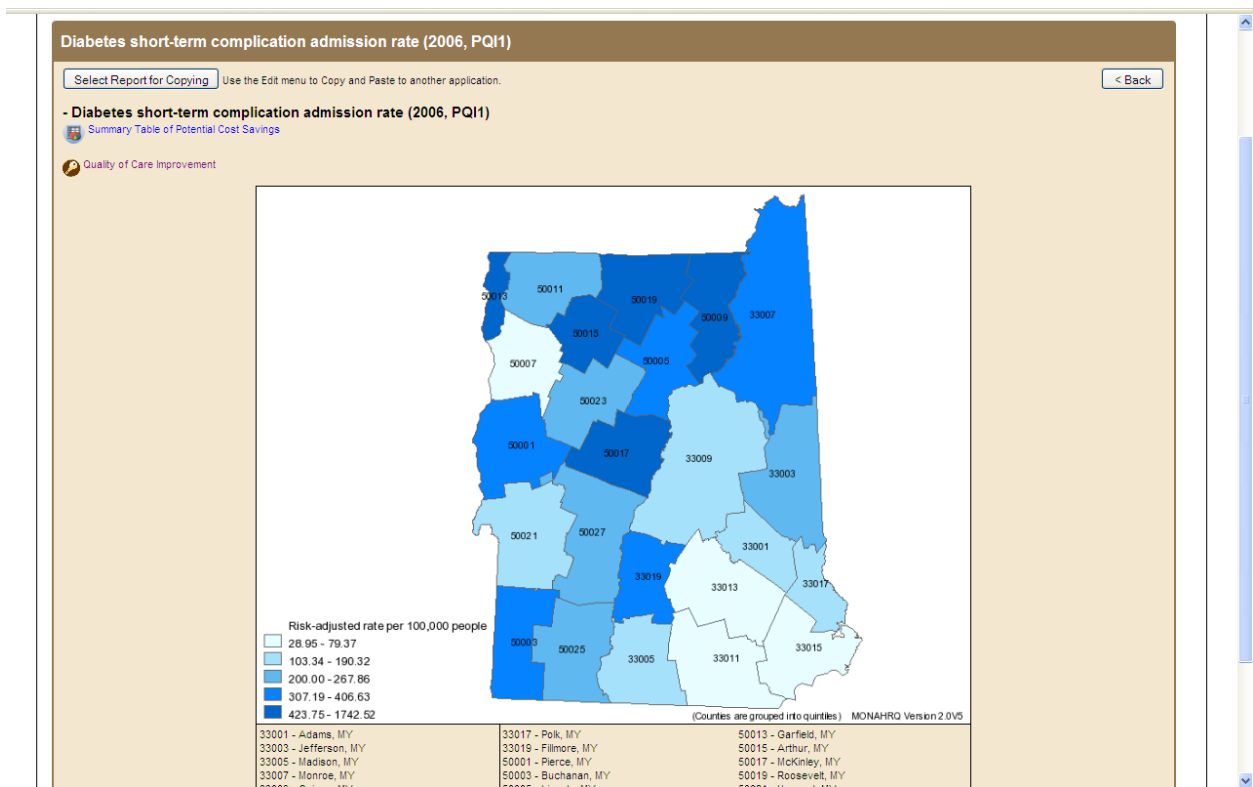 Diabetes short-term complication admission rate (2006, PQI1)
Select Report for Copying Use the Edit menu to Copy and Paste to another application. < Back
- Diabetes short-term complication admission rate (2006, PQI1)
Summary Table of Potential Cost Savings
Quality of Care Improvement
50013
50011
50019
50009
33007
50015
50005
50007
50023
50001
50017
33009
33003
50021
50027
33001
33019
33013
33017
50003
50025
33005
33011
33015
Risk-adjusted rate per 100,000 people
28.95 - 79.37
103.34 - 190.32
200.00 - 267.86
307.19 - 406.63
423.75 - 1742.52
(Counties are grouped into quintiles) MONAHRQ Version 2.0V5
33001 - Adams, MY
33003 - Jefferson, MY
33005 - Madison, MY
33007 - Monroe, MY
33017 - Polk, MY
33019 - Fillmore, MY
50001 - Pierce, MY
50003 - Buchanan, MY
50013 - Garfield, MY
50015 - Arthur, MY
50017 - McKinley, MY
50019 - Roosevelt, MY